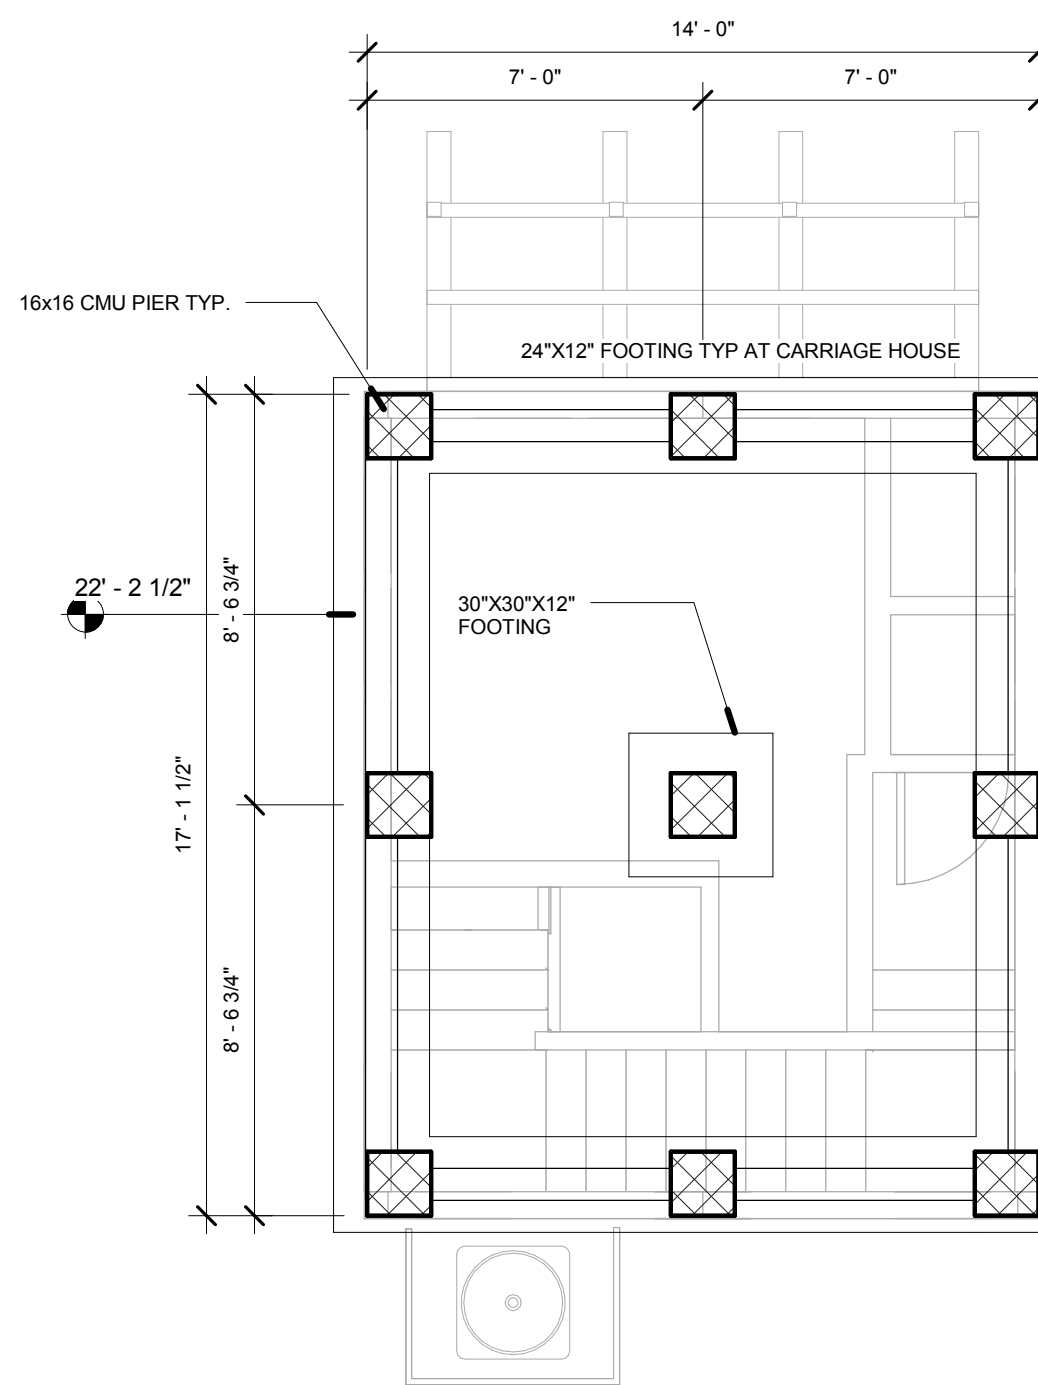 14' - 0"
7' - 0"
7' - 0"
16x16 CMU PIER TYP.
24"X12" FOOTING TYP AT CARRIAGE HOUSE
22' - 2 1/2"
8' - 6 3/4"
30"X30"X12"
FOOTING
17' - 1 1/2"
8' - 6 3/4"